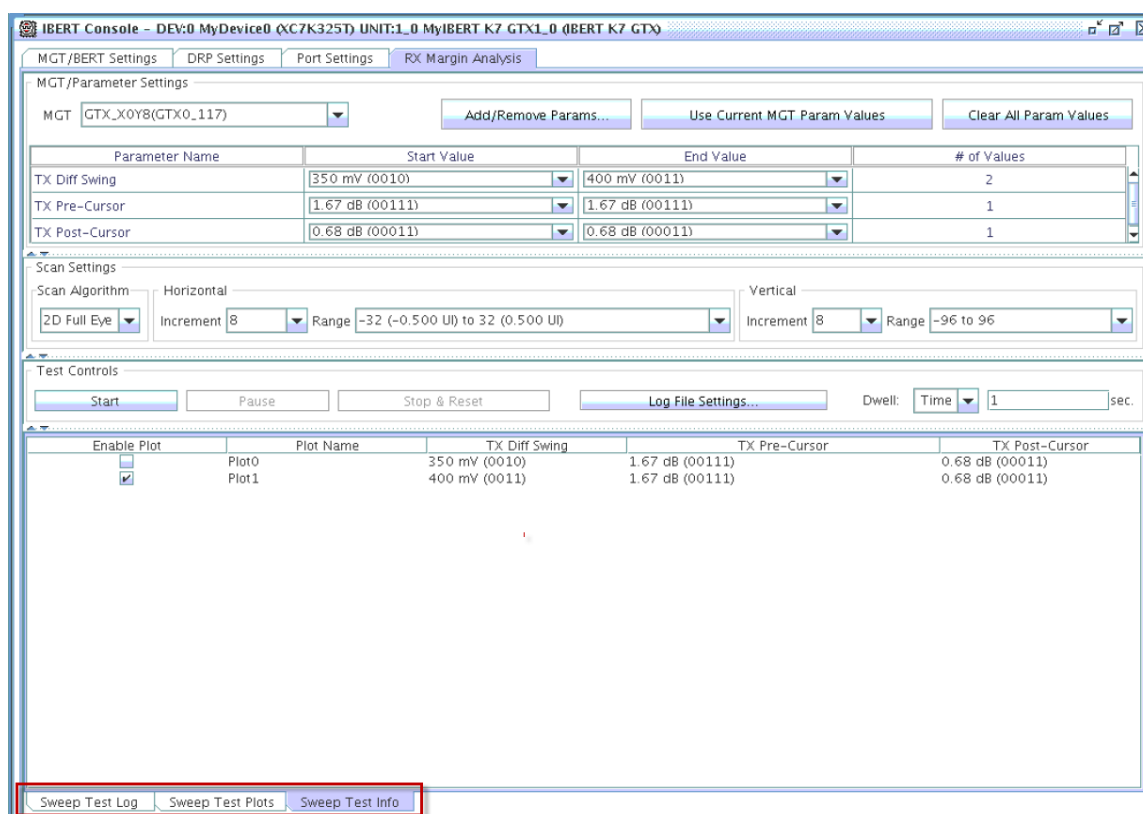 IBERT Console - DEV:0 MyDevice0 (XC7K325T) UNIT:1_0 MyIBERT K7 GTX1_0 (IBERT K7 GTX)
MGT/BERT Settings DRP Settings Port Settings RX Margin Analysis
MGT/Parameter Settings
MGT GTX_X0Y8(GTX0_117) Add/Remove Params... Use Current MGT Param Values Clear All Param Values
Parameter Name Start Value End Value # of Values
TX Diff Swing 350 mV (0010) 400 mV (0011) 2
TX Pre-Cursor 1.67 dB (00111) 1.67 dB (00111) 1
TX Post-Cursor 0.68 dB (00011) 0.68 dB (00011) 1
Scan Settings
Scan Algorithm Horizontal Vertical
2D Full Eye Increment 8 Range -32 (-0.500 UI) to 32 (0.500 UI) Increment 8 Range -96 to 96
Test Controls
Start Pause Stop & Reset Log File Settings... Dwell: Time 1 sec.
Enable Plot Plot Name TX Diff Swing TX Pre-Cursor TX Post-Cursor
Plot0 350 mV (0010) 1.67 dB (00111) 0.68 dB (00011)
Plot1 400 mV (0011) 1.67 dB (00111) 0.68 dB (00011)
Sweep Test Log Sweep Test Plots Sweep Test Info